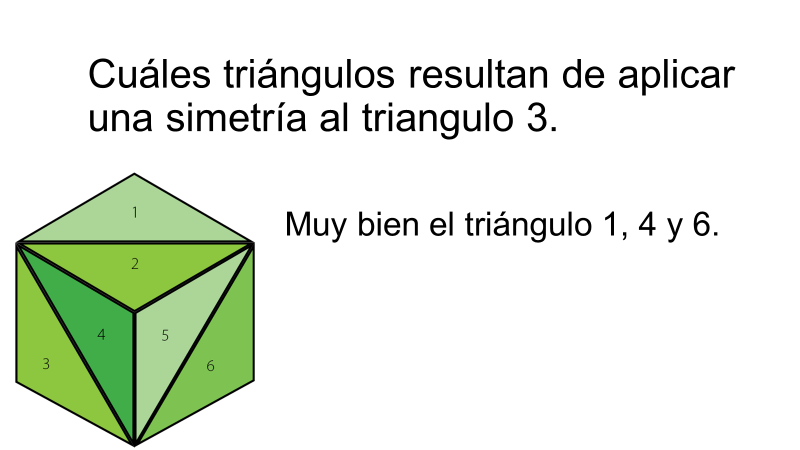 Cuáles triángulos resultan de aplicar
una simetría al triangulo 3.
Muy bien el triángulo 1, 4 y 6.
1
2
4
5
3
6